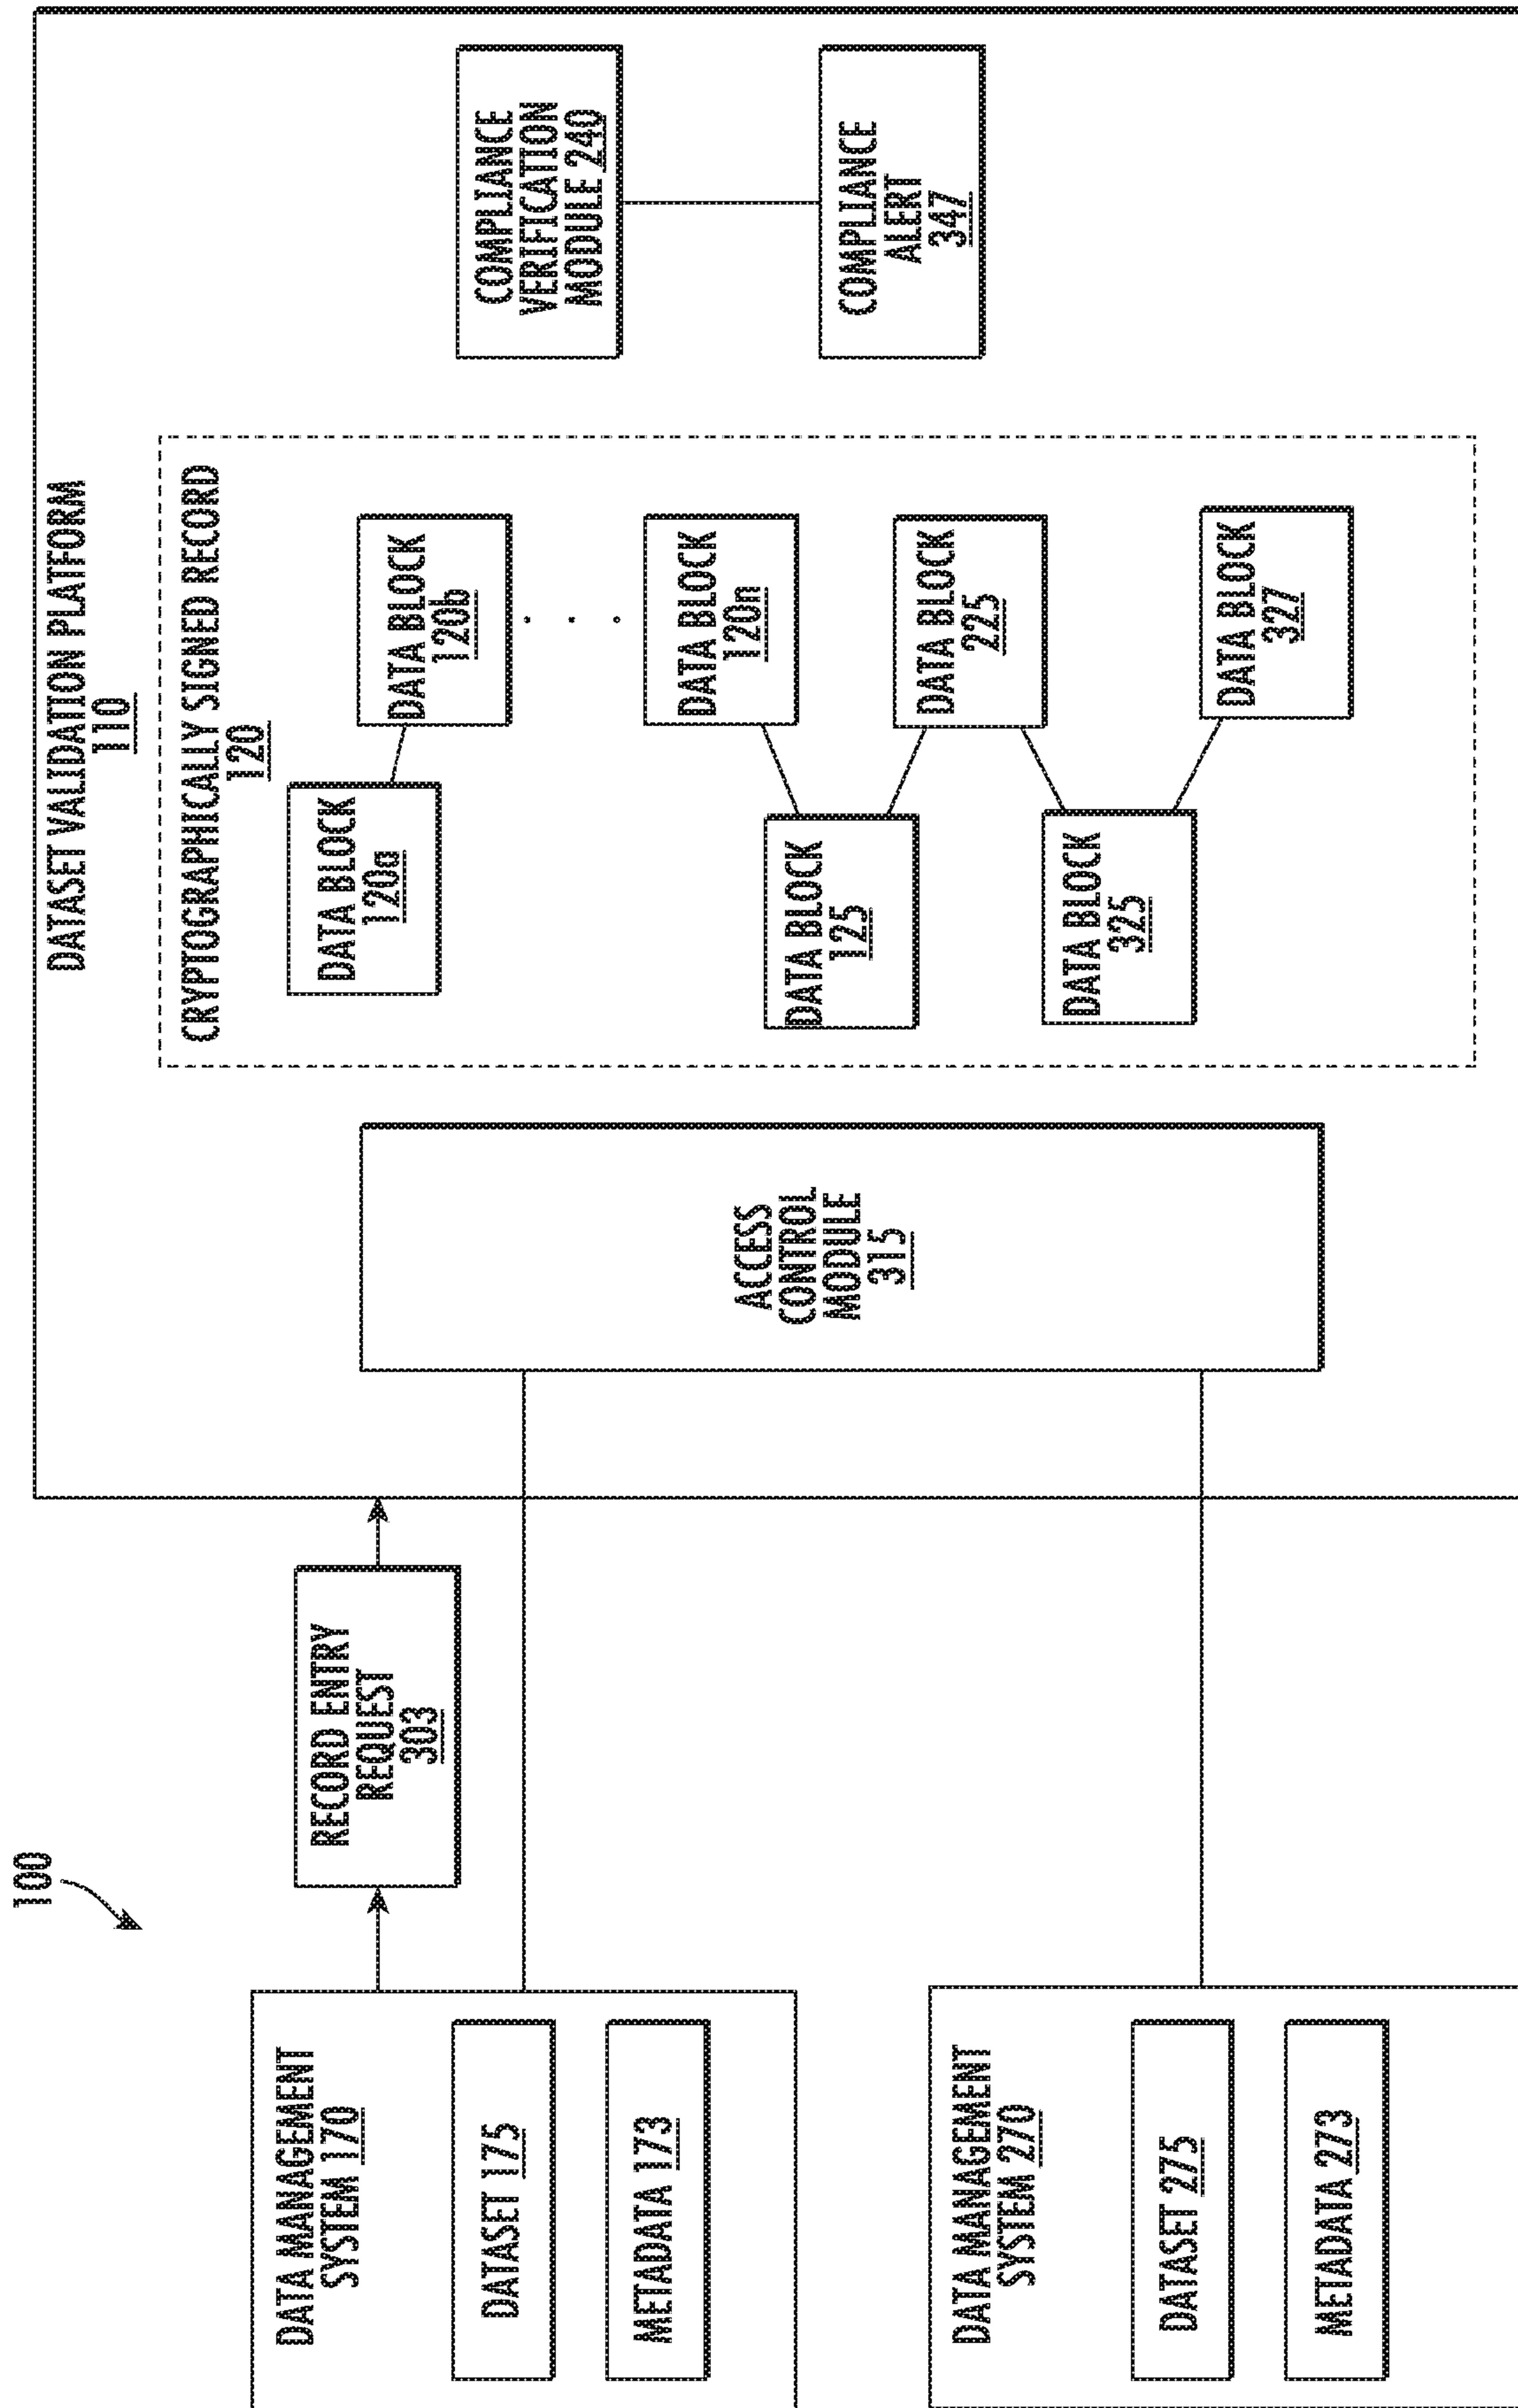 100
DATA MANAGEMENT
SYSTEM 170
DATASET 175
METADATA 173
DATA MANAGEMENT
SYSTEM 270
DATASET 275
METADATA 273
RECORD ENTRY
REQUEST
303
DATASET VALIDATION PLATFORM
110
ACCESS
CONTROL
MODULE
315
CRYPTOGRAPHICALLY SIGNED RECORD
120
DATA BLOCK
120a
DATA BLOCK
120b
DATA BLOCK
120n
DATA BLOCK
125
DATA BLOCK
225
DATA BLOCK
325
DATA BLOCK
327
COMPLIANCE
VERIFICATION
MODULE 240
COMPLIANCE
ALERT
347